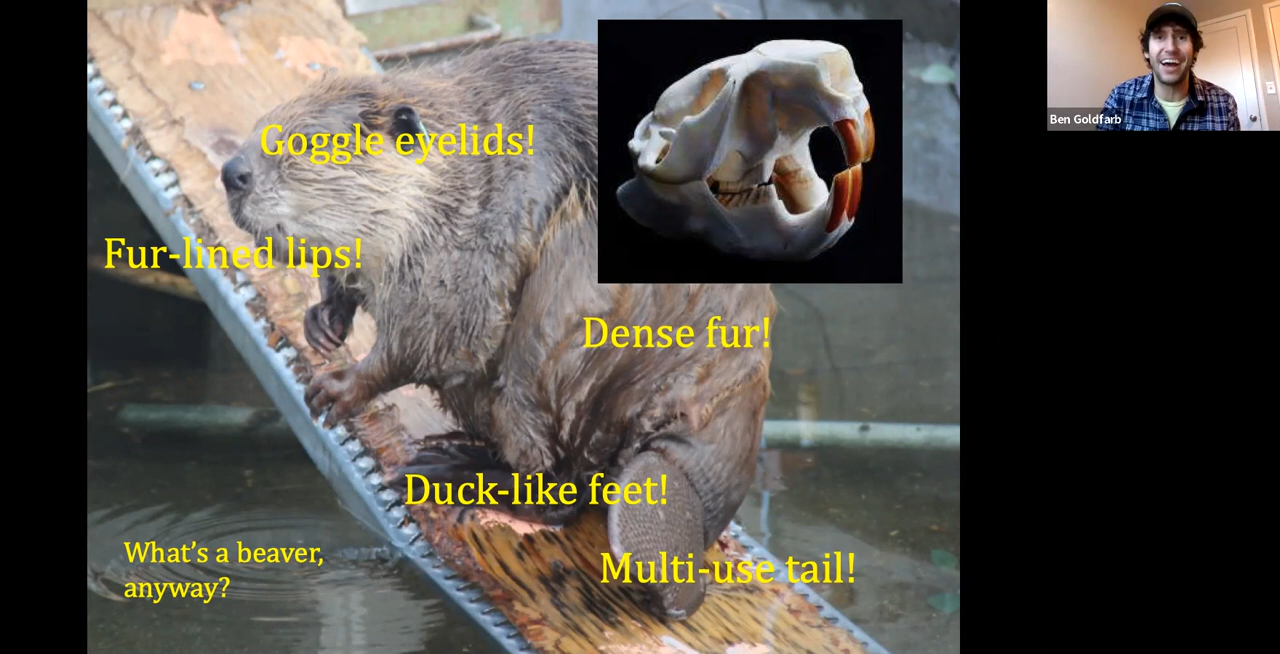 Goggle eyelids!
Ben Goldfarb
Fur-lined lips!
Dense fur!
Duck-like feet!
What's a beaver,
anyway?
Multi-use tail!